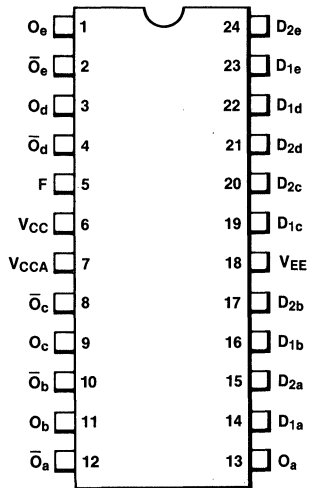 Oe 1 24 D2e
Ōe 2 23 D1e
Od 3 22 D1d
Ōd 4 21 D2d
F 5 20 D2c
VCC 6 19 D1c
VCCA 7 18 VEE
Ōc 8 17 D2b
Oc 9 16 D1b
Ōb 10 15 D2a
Ob 11 14 D1a
Ōa 12 13 Oa